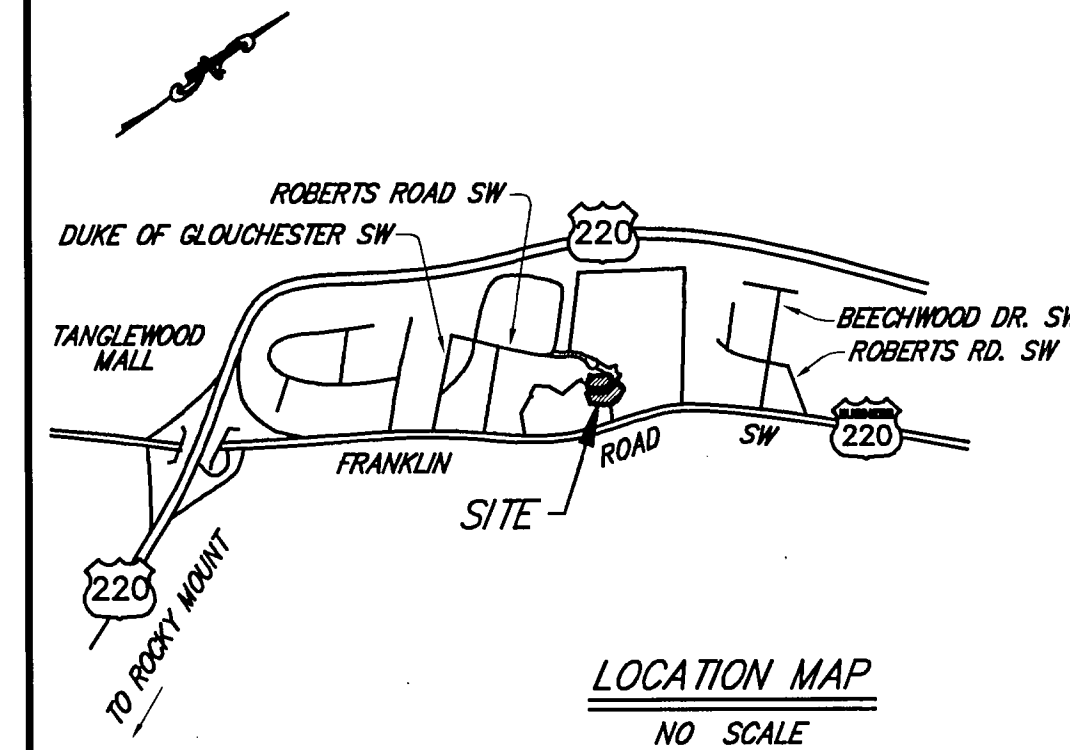 ROBERTS ROAD SW
DUKE OF GLOUCHESTER SW
220
TANGLEWOOD
MALL
BEECHWOOD DR. SW
ROBERTS RD. SW
BUSINESS
220
FRANKLIN
ROAD
SW
SITE
220
TO ROCKY MOUNT
LOCATION MAP
NO SCALE